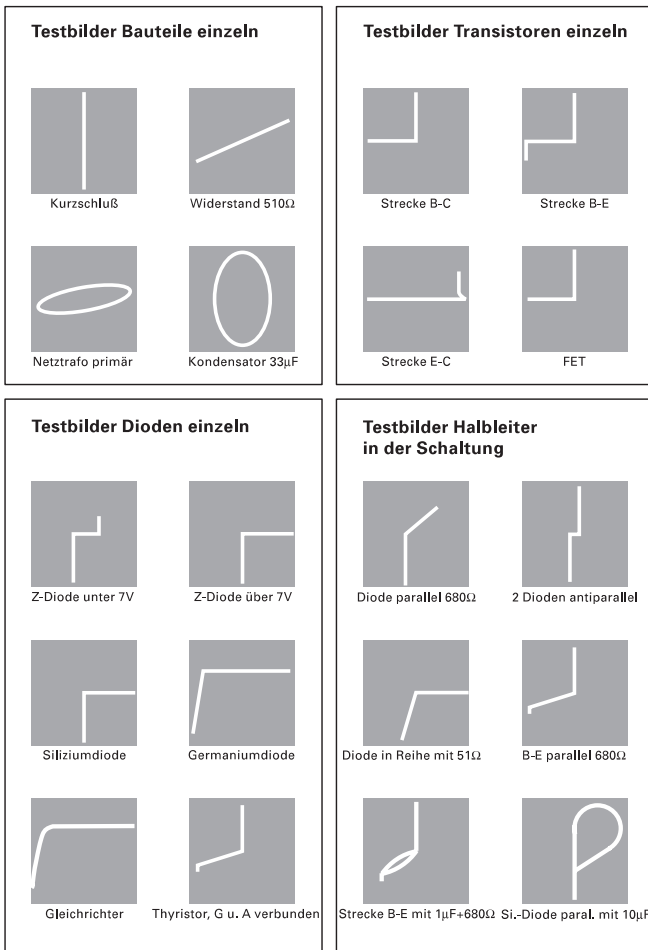 Testbilder Bauteile einzeln
Kurzschluß
Widerstand 510Ω
Netztrafo primär
Kondensator 33µF
Testbilder Transistoren einzeln
Strecke B-C
Strecke B-E
Strecke E-C
FET
Testbilder Dioden einzeln
Z-Diode unter 7V
Z-Diode über 7V
Siliziumdiode
Germaniumdiode
Gleichrichter
Thyristor, G u. A verbunden
Testbilder Halbleiter
in der Schaltung
Diode parallel 680Ω
2 Dioden antiparallel
Diode in Reihe mit 51Ω
B-E parallel 680Ω
Strecke B-E mit 1µF+680Ω
Si.-Diode paral. mit 10µF